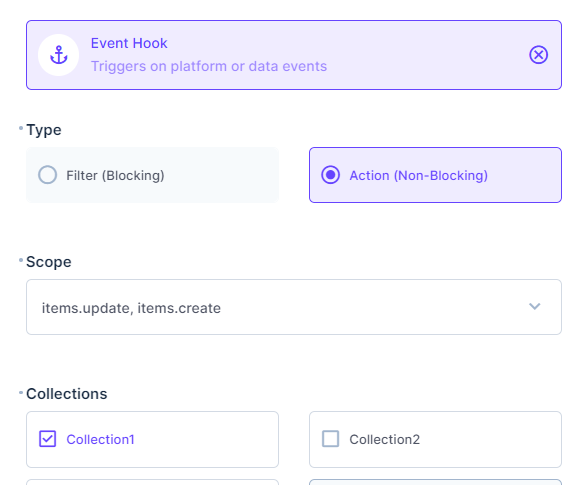 Event Hook
Triggers on platform or data events
Type
Filter (Blocking)
Action (Non-Blocking)
Scope
items.update, items.create
Collections
Collection1
Collection2